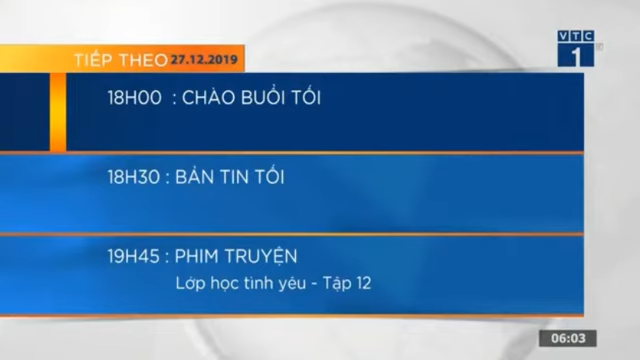 VTC
1
TIẾP THEO 27.12.2019
18H00 : CHÀO BUỔI TỐI
18H30 : BẢN TIN TỐI
19H45 : PHIM TRUYỆN
Lớp học tình yêu - Tập 12
06:03